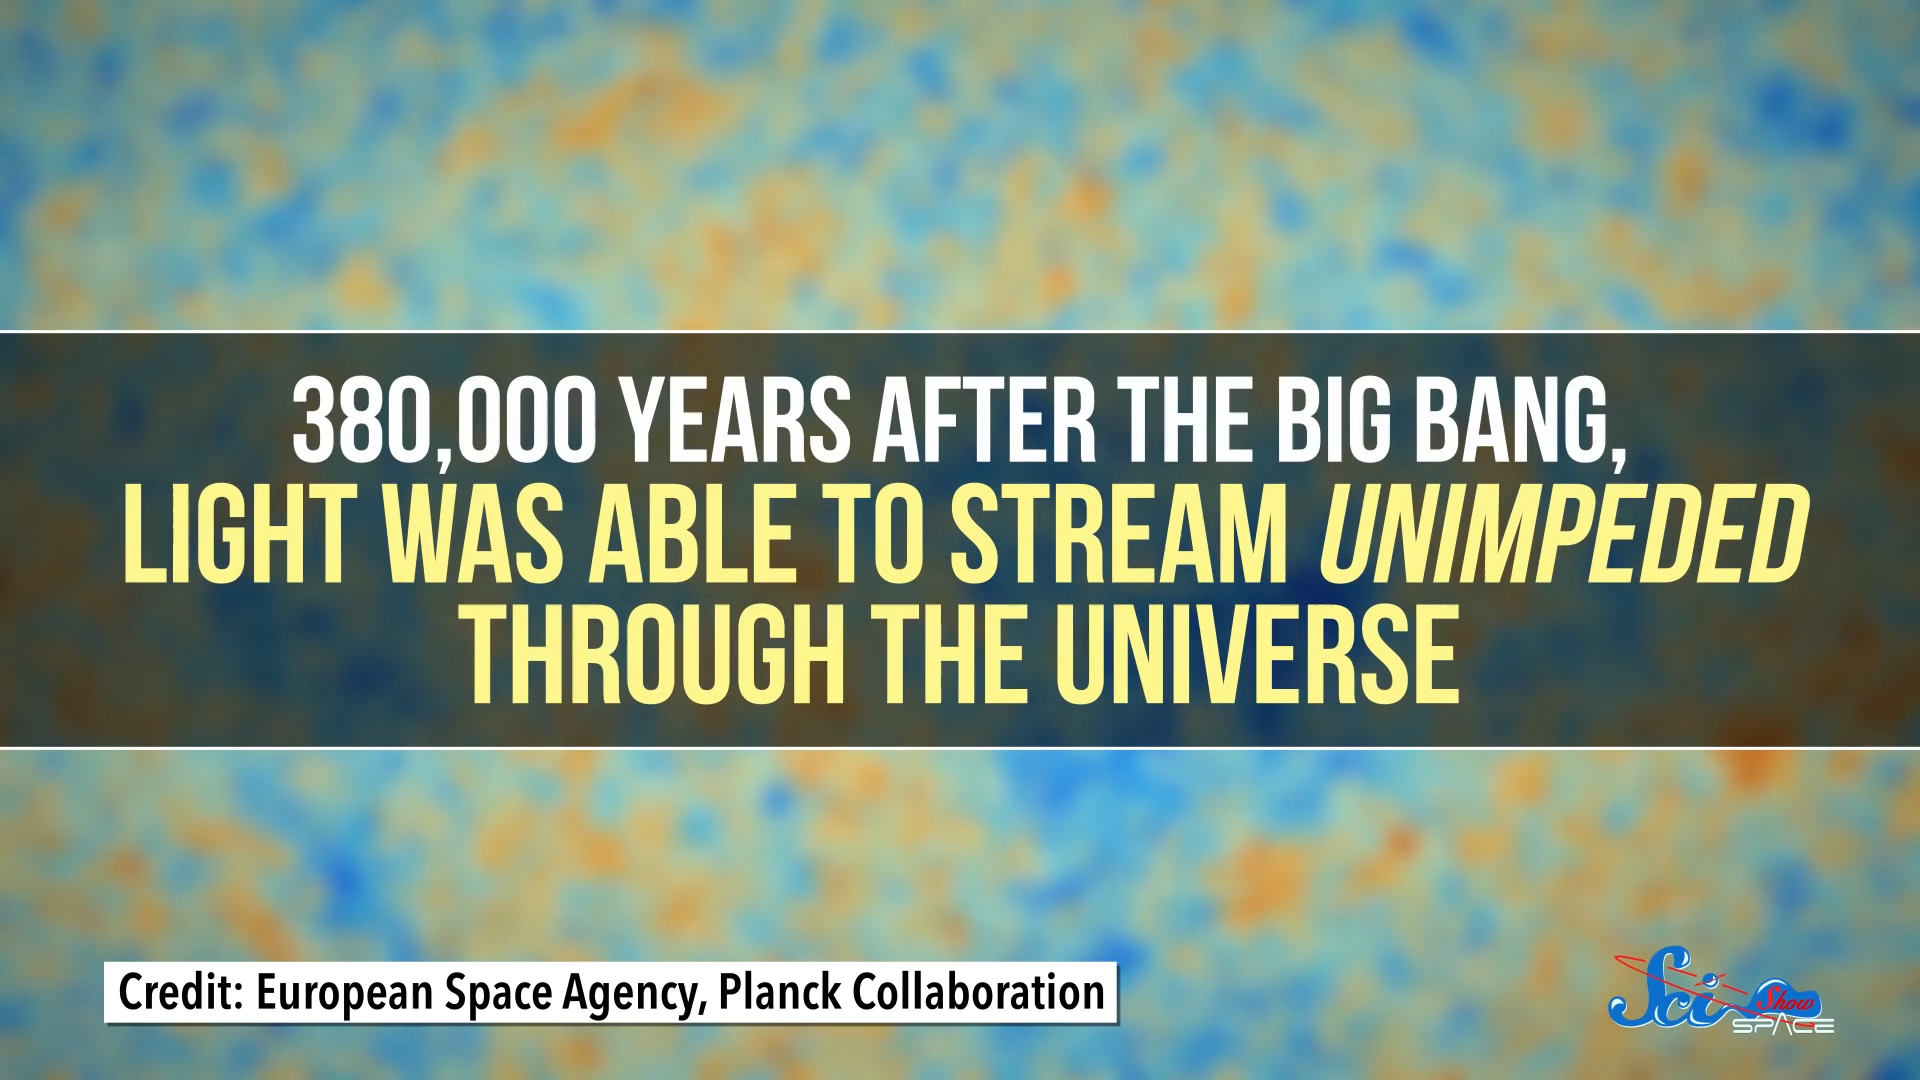 380,000 YEARS AFTER THE BIG BANG,
LIGHT WAS ABLE TO STREAM UNIMPEDED
THROUGH THE UNIVERSE
Credit: European Space Agency, Planck Collaboration
Sci Show
SPACE